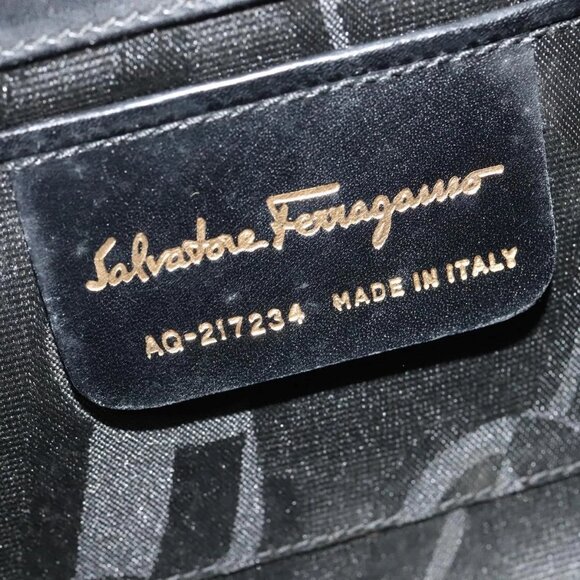 Salvatore Ferragamo
AQ-217234 MADE IN ITALY